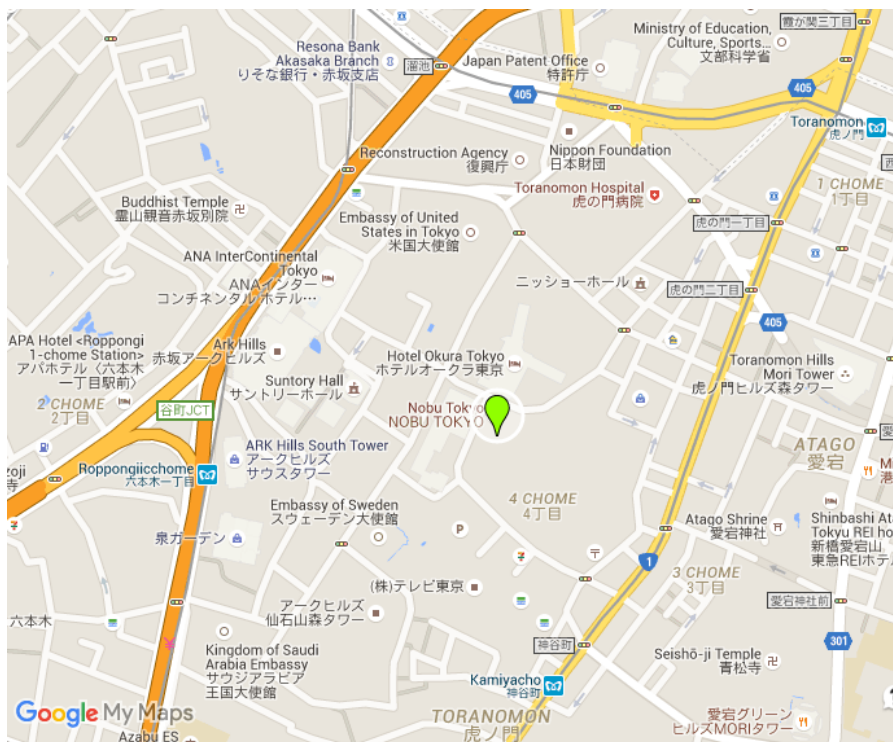 Resona Bank
Akasaka Branch
りそな銀行・赤坂支店
溜池
Japan Patent Office
特許庁
Ministry of Education,
Culture, Sports...
文部科学省
霞が関三丁目
405
405
Toranomon
虎ノ門
Reconstruction Agency
復興庁
Nippon Foundation
日本財団
Toranomon Hospital
虎の門病院
1 CHOME
1丁目
虎の門一丁目
Buddhist Temple
霊山観音赤坂別院
Embassy of United
States in Tokyo
米国大使館
ANA InterContinental
Tokyo
ANAインター
コンチネンタル ホテル...
ニッショーホール
虎の門二丁目
405
APA Hotel <Roppongi
1-chome Station>
アパホテル〈六本木
一丁目駅前〉
Ark Hills
赤坂アークヒルズ
Hotel Okura Tokyo
ホテルオークラ東京
Toranomon Hills
Mori Tower
虎ノ門ヒルズ森タワー
Suntory Hall
サントリーホール
2 CHOME
2丁目
谷町JCT
Nobu Tokyo
NOBU TOKYO
ARK Hills South Tower
アークヒルズ
サウスタワー
ATAGO
愛宕
Roppongiicchome
六本木一丁目
4 CHOME
4丁目
Embassy of Sweden
スウェーデン大使館
P
泉ガーデン
Atago Shrine
愛宕神社
Shinbashi At
Tokyu REI ho
新橋愛宕山
東急REIホテ
1
3 CHOME
3丁目
(株)テレビ東京
アークヒルズ
仙石山森タワー
愛宕神社前
六本木
301
Kingdom of Saudi
Arabia Embassy
サウジアラビア
王国大使館
神谷町
Seishō-ji Temple
青松寺
Kamiyacho
神谷町
Google My Maps
TORANOMON
虎ノ門
愛宕グリーン
ヒルズMORIタワー
Azabu ES